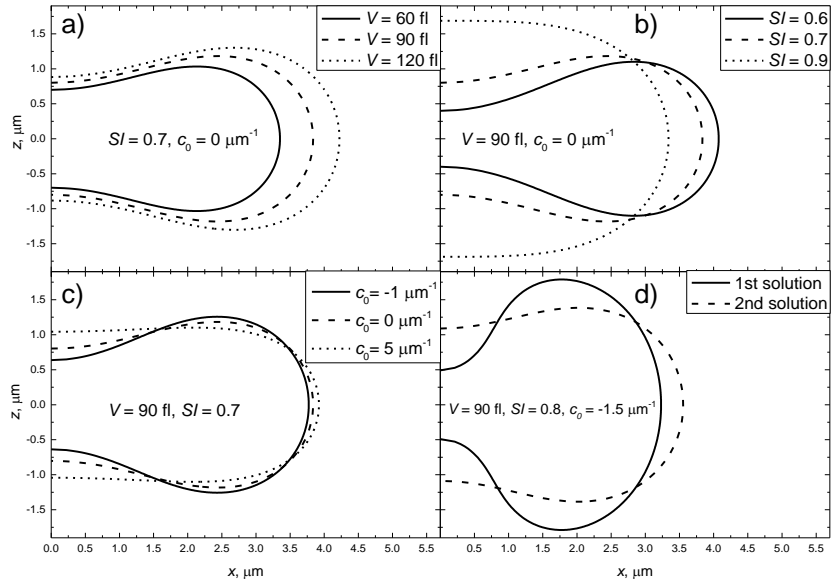 a)
V = 60 fl
V = 90 fl
V = 120 fl
SI = 0.7, c₀ = 0 μm⁻¹
z, μm
1.5
1.0
0.5
0.0
-0.5
-1.0
-1.5
b)
SI = 0.6
SI = 0.7
SI = 0.9
V = 90 fl, c₀ = 0 μm⁻¹
c)
c₀= -1 μm⁻¹
c₀= 0 μm⁻¹
c₀= 5 μm⁻¹
V = 90 fl, SI = 0.7
z, μm
1.5
1.0
0.5
0.0
-0.5
-1.0
-1.5
0.0 0.5 1.0 1.5 2.0 2.5 3.0 3.5 4.0 4.5 5.0 5.5
x, μm
d)
1st solution
2nd solution
V = 90 fl, SI = 0.8, c₀ = -1.5 μm⁻¹
0.5 1.0 1.5 2.0 2.5 3.0 3.5 4.0 4.5 5.0 5.5
x, μm